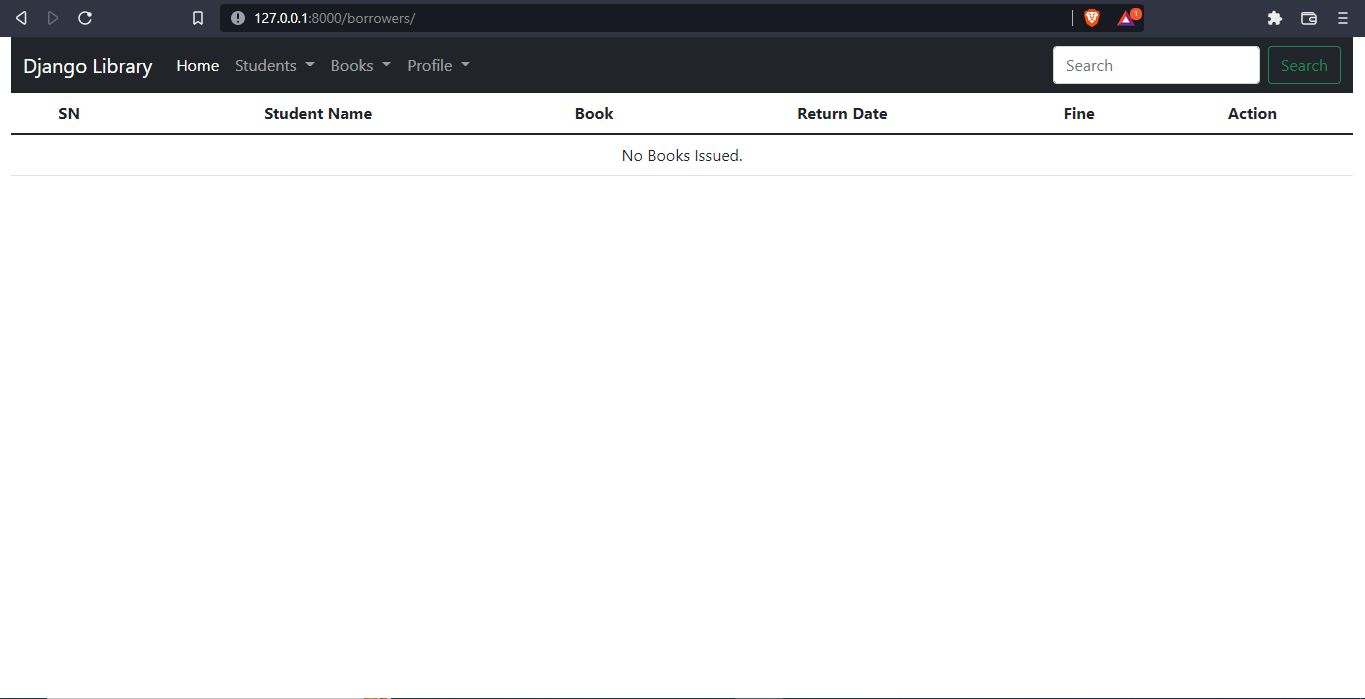 127.0.0.1:8000/borrowers/
1
Django Library Home Students Books Profile Search Search
SN Student Name Book Return Date Fine Action
No Books Issued.